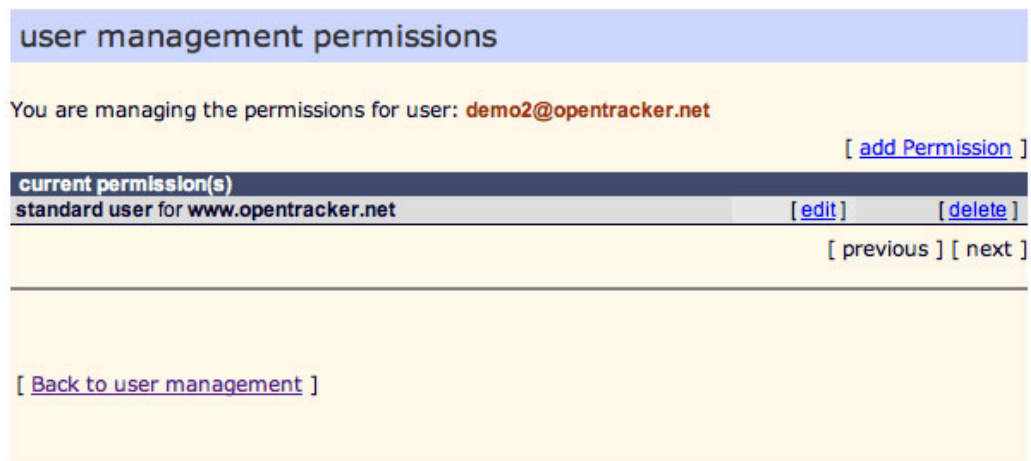 user management permissions
You are managing the permissions for user: demo2@opentracker.net
[ add Permission ]
current permission(s)
standard user for www.opentracker.net [ edit ] [ delete ]
[ previous ] [ next ]
[ Back to user management ]